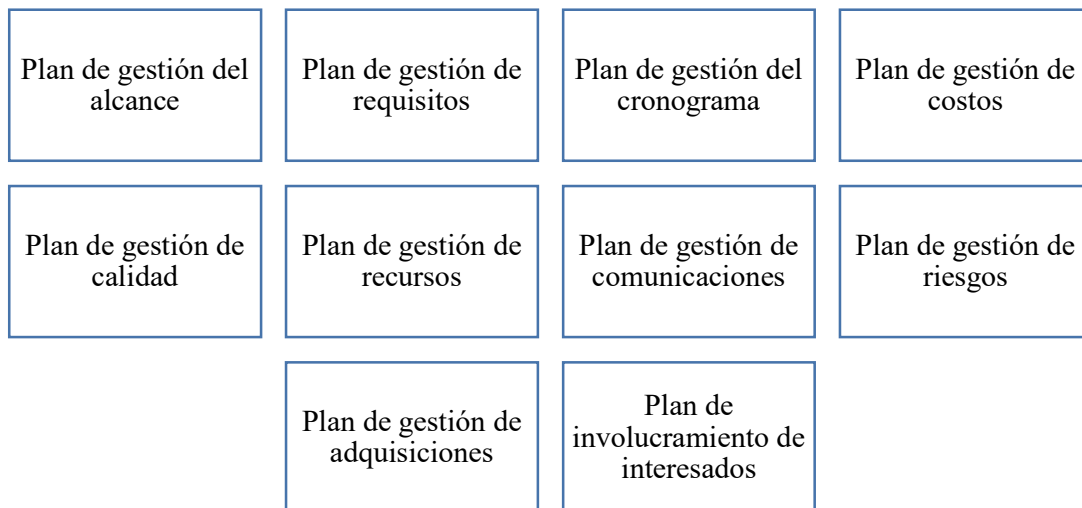 Plan de gestión del
alcance
Plan de gestión de
requisitos
Plan de gestión del
cronograma
Plan de gestión de
costos
Plan de gestión de
calidad
Plan de gestión de
recursos
Plan de gestión de
comunicaciones
Plan de gestión de
riesgos
Plan de gestión de
adquisiciones
Plan de
involucramiento de
interesados